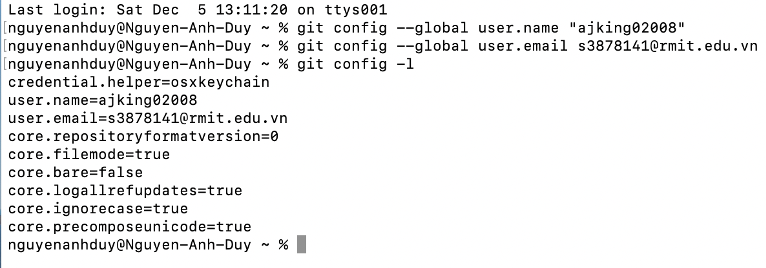 Last login: Sat Dec  5 13:11:20 on ttys001
[nguyenanhduy@Nguyen-Anh-Duy ~ % git config --global user.name "ajking02008"
[nguyenanhduy@Nguyen-Anh-Duy ~ % git config --global user.email s3878141@rmit.edu.vn
[nguyenanhduy@Nguyen-Anh-Duy ~ % git config -l
credential.helper=osxkeychain
user.name=ajking02008
user.email=s3878141@rmit.edu.vn
core.repositoryformatversion=0
core.filemode=true
core.bare=false
core.logallrefupdates=true
core.ignorecase=true
core.precomposeunicode=true
nguyenanhduy@Nguyen-Anh-Duy ~ %